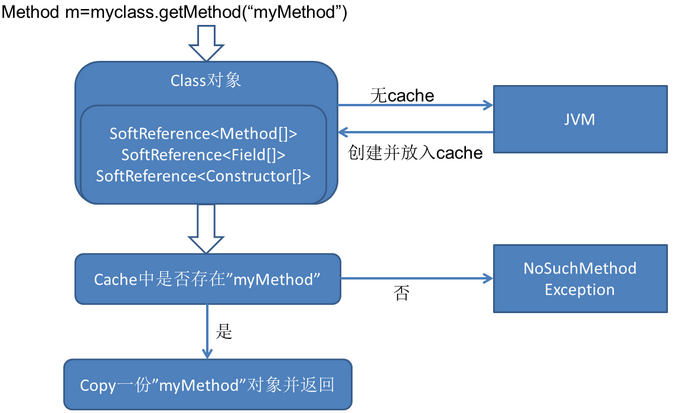 Method m=myclass.getMethod(“myMethod”)
Class对象
SoftReference<Method[]>
SoftReference<Field[]>
SoftReference<Constructor[]>
无cache
创建并放入cache
JVM
Cache中是否存在”myMethod”
否
NoSuchMethod
Exception
是
Copy一份”myMethod”对象并返回